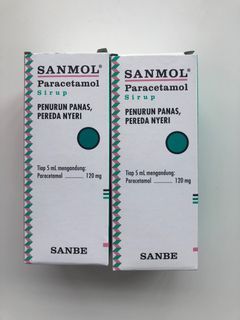 SANMOL®
Paracetamol
Sirup
PENURUN PANAS,
PEREDA NYERI
Tiap 5 mL mengandung:
Paracetamol ........... 120 mg
SANBE
SANMOL®
Paracetamol
Sirup
PENURUN PANAS,
PEREDA NYERI
Tiap 5 mL mengandung:
Paracetamol ........... 120 mg
SANBE